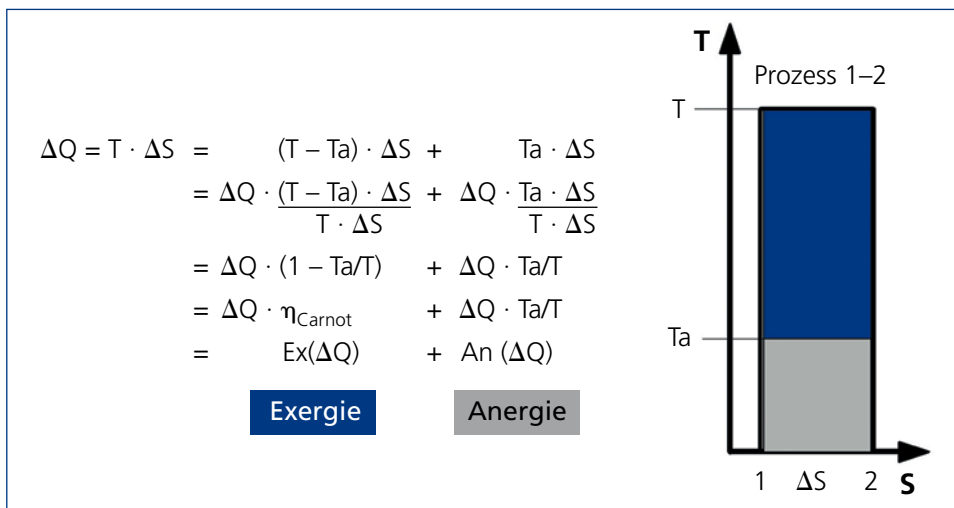 ΔQ = T · ΔS = (T – Ta) · ΔS + Ta · ΔS
= ΔQ · (T – Ta) · ΔS + ΔQ · Ta · ΔS
T · ΔS T · ΔS
= ΔQ · (1 – Ta/T) + ΔQ · Ta/T
= ΔQ · ηCarnot + ΔQ · Ta/T
= Ex(ΔQ) + An (ΔQ)
Exergie Anergie
T
Prozess 1–2
T
Ta
1 ΔS 2 S